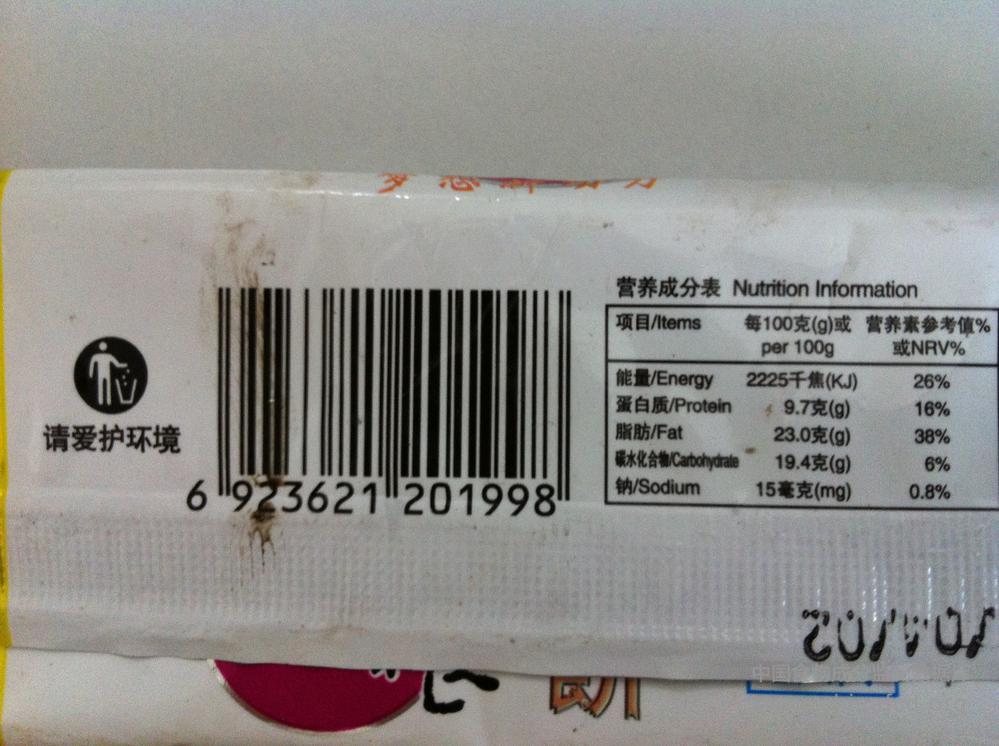 营养成分表 Nutrition Information
项目/Items 每100克(g)或 per 100g 营养素参考值%或NRV%
能量/Energy 2225千焦(KJ) 26%
蛋白质/Protein 9.7克(g) 16%
脂肪/Fat 23.0克(g) 38%
碳水化合物/Carbohydrate 19.4克(g) 6%
钠/Sodium 15毫克(mg) 0.8%
请爱护环境
6 923621 201998